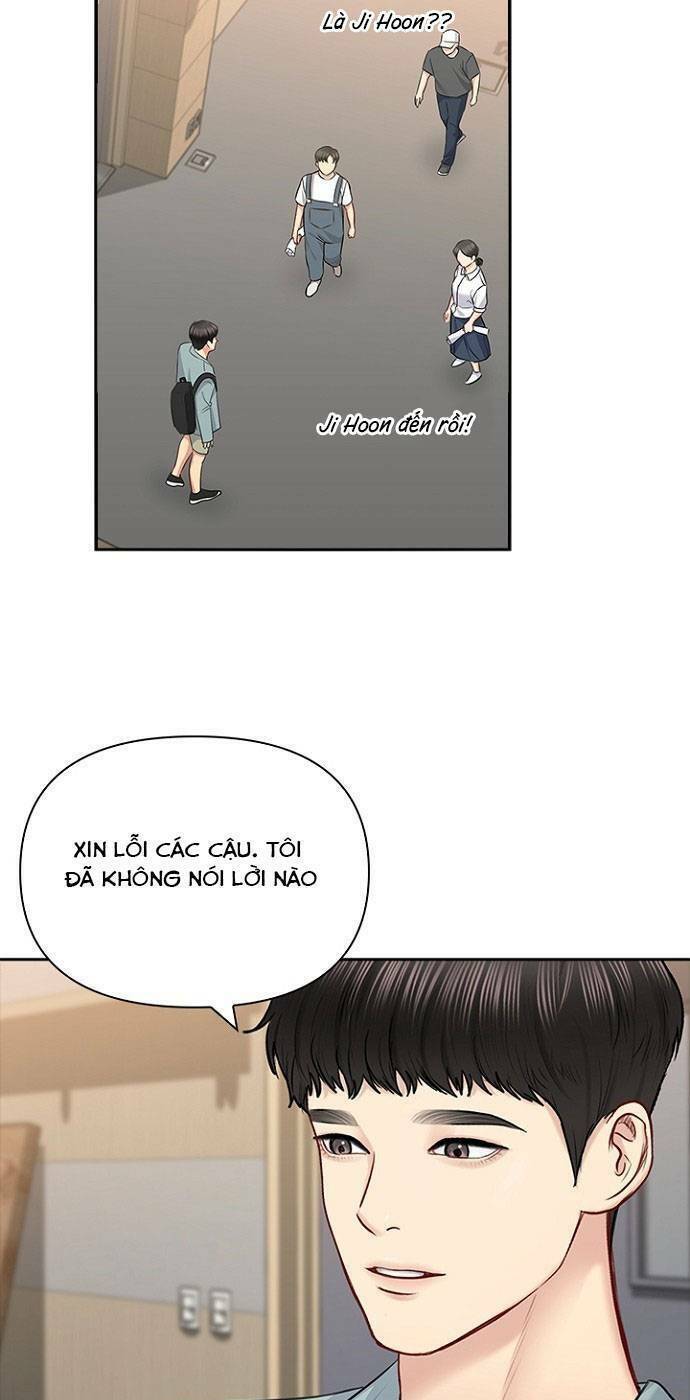 Là Ji Hoon??
Ji Hoon đến rồi!
XIN LỖI CÁC CẬU. TÔI
ĐÃ KHÔNG NÓI LỜI NÀO